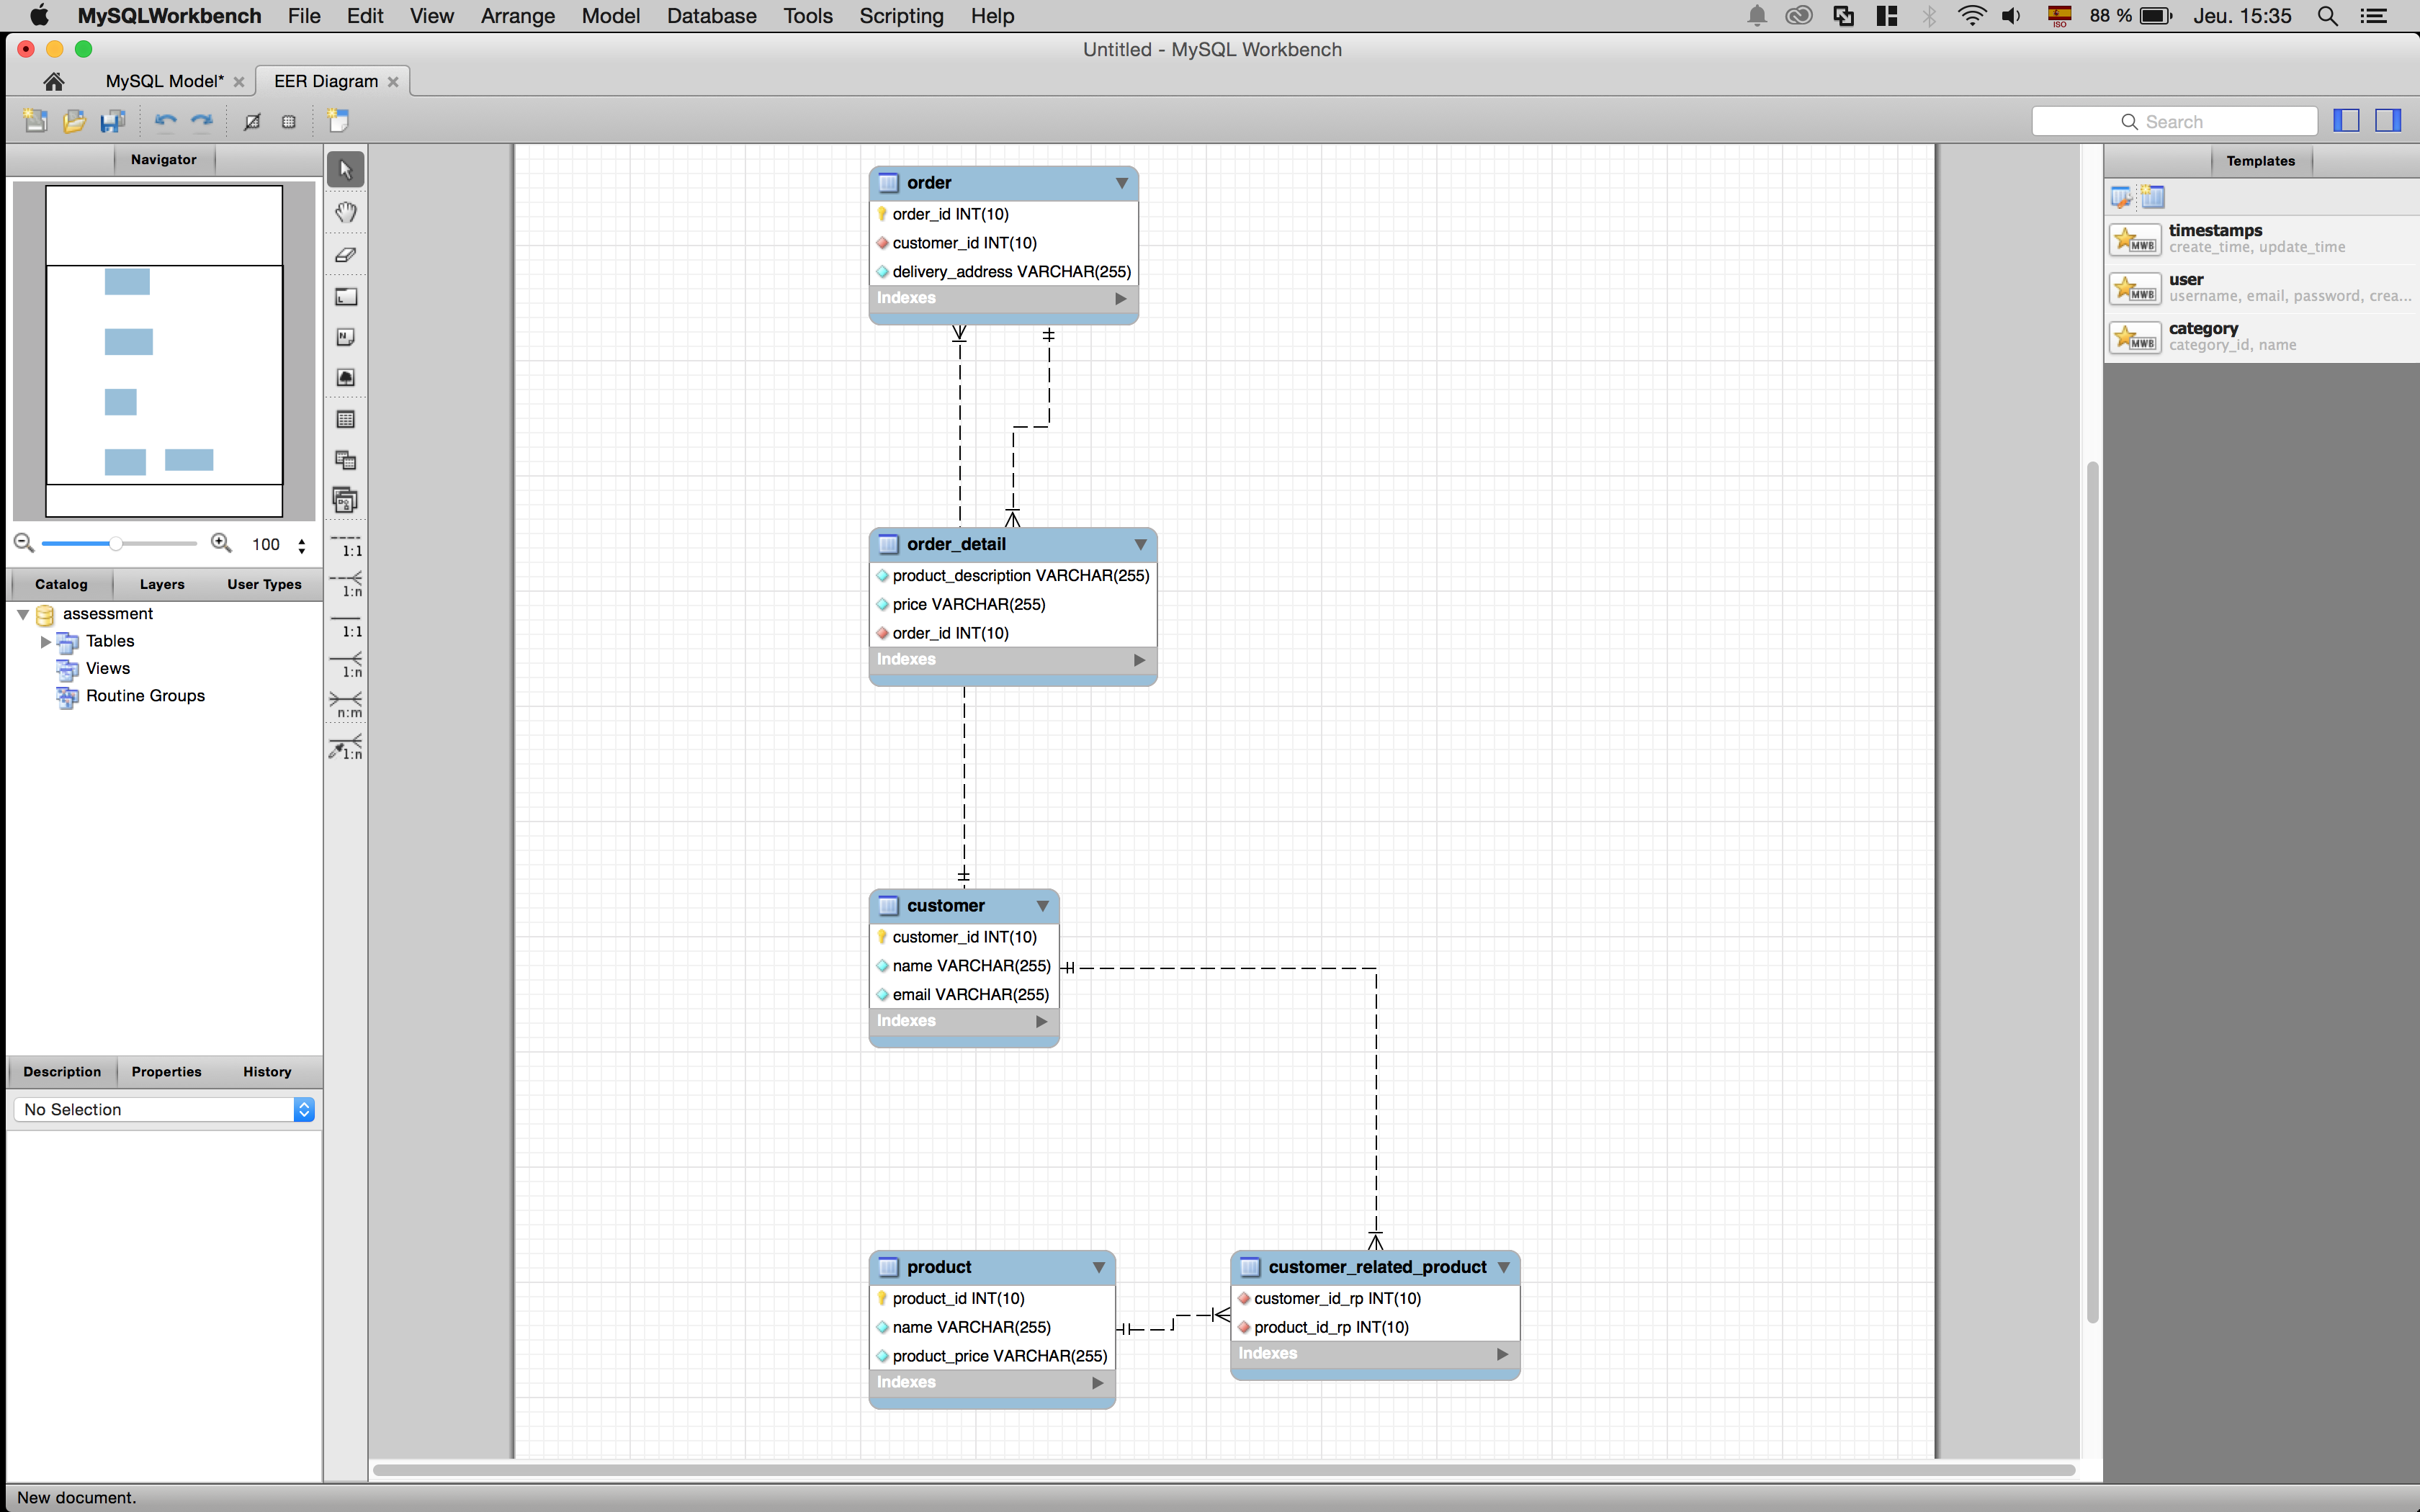 MySQLWorkbench File Edit View Arrange Model Database Tools Scripting Help
ISO 88 % Jeu. 15:35
Untitled - MySQL Workbench
MySQL Model* EER Diagram
Search
Navigator
100
Catalog Layers User Types
assessment
Tables
Views
Routine Groups
Description Properties History
No Selection
New document.
1:1
1:n
1:1
1:n
n:m
1:n
order
order_id INT(10)
customer_id INT(10)
delivery_address VARCHAR(255)
Indexes
order_detail
product_description VARCHAR(255)
price VARCHAR(255)
order_id INT(10)
Indexes
customer
customer_id INT(10)
name VARCHAR(255)
email VARCHAR(255)
Indexes
product
product_id INT(10)
name VARCHAR(255)
product_price VARCHAR(255)
Indexes
customer_related_product
customer_id_rp INT(10)
product_id_rp INT(10)
Indexes
Templates
MWB
timestamps
create_time, update_time
MWB
user
username, email, password, crea...
MWB
category
category_id, name